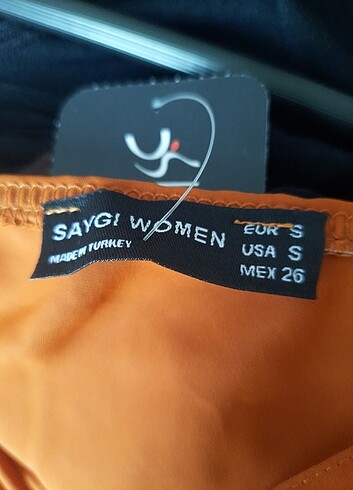 SAYGI WOMEN
MADE IN TURKEY
EUR S
USA S
MEX 26